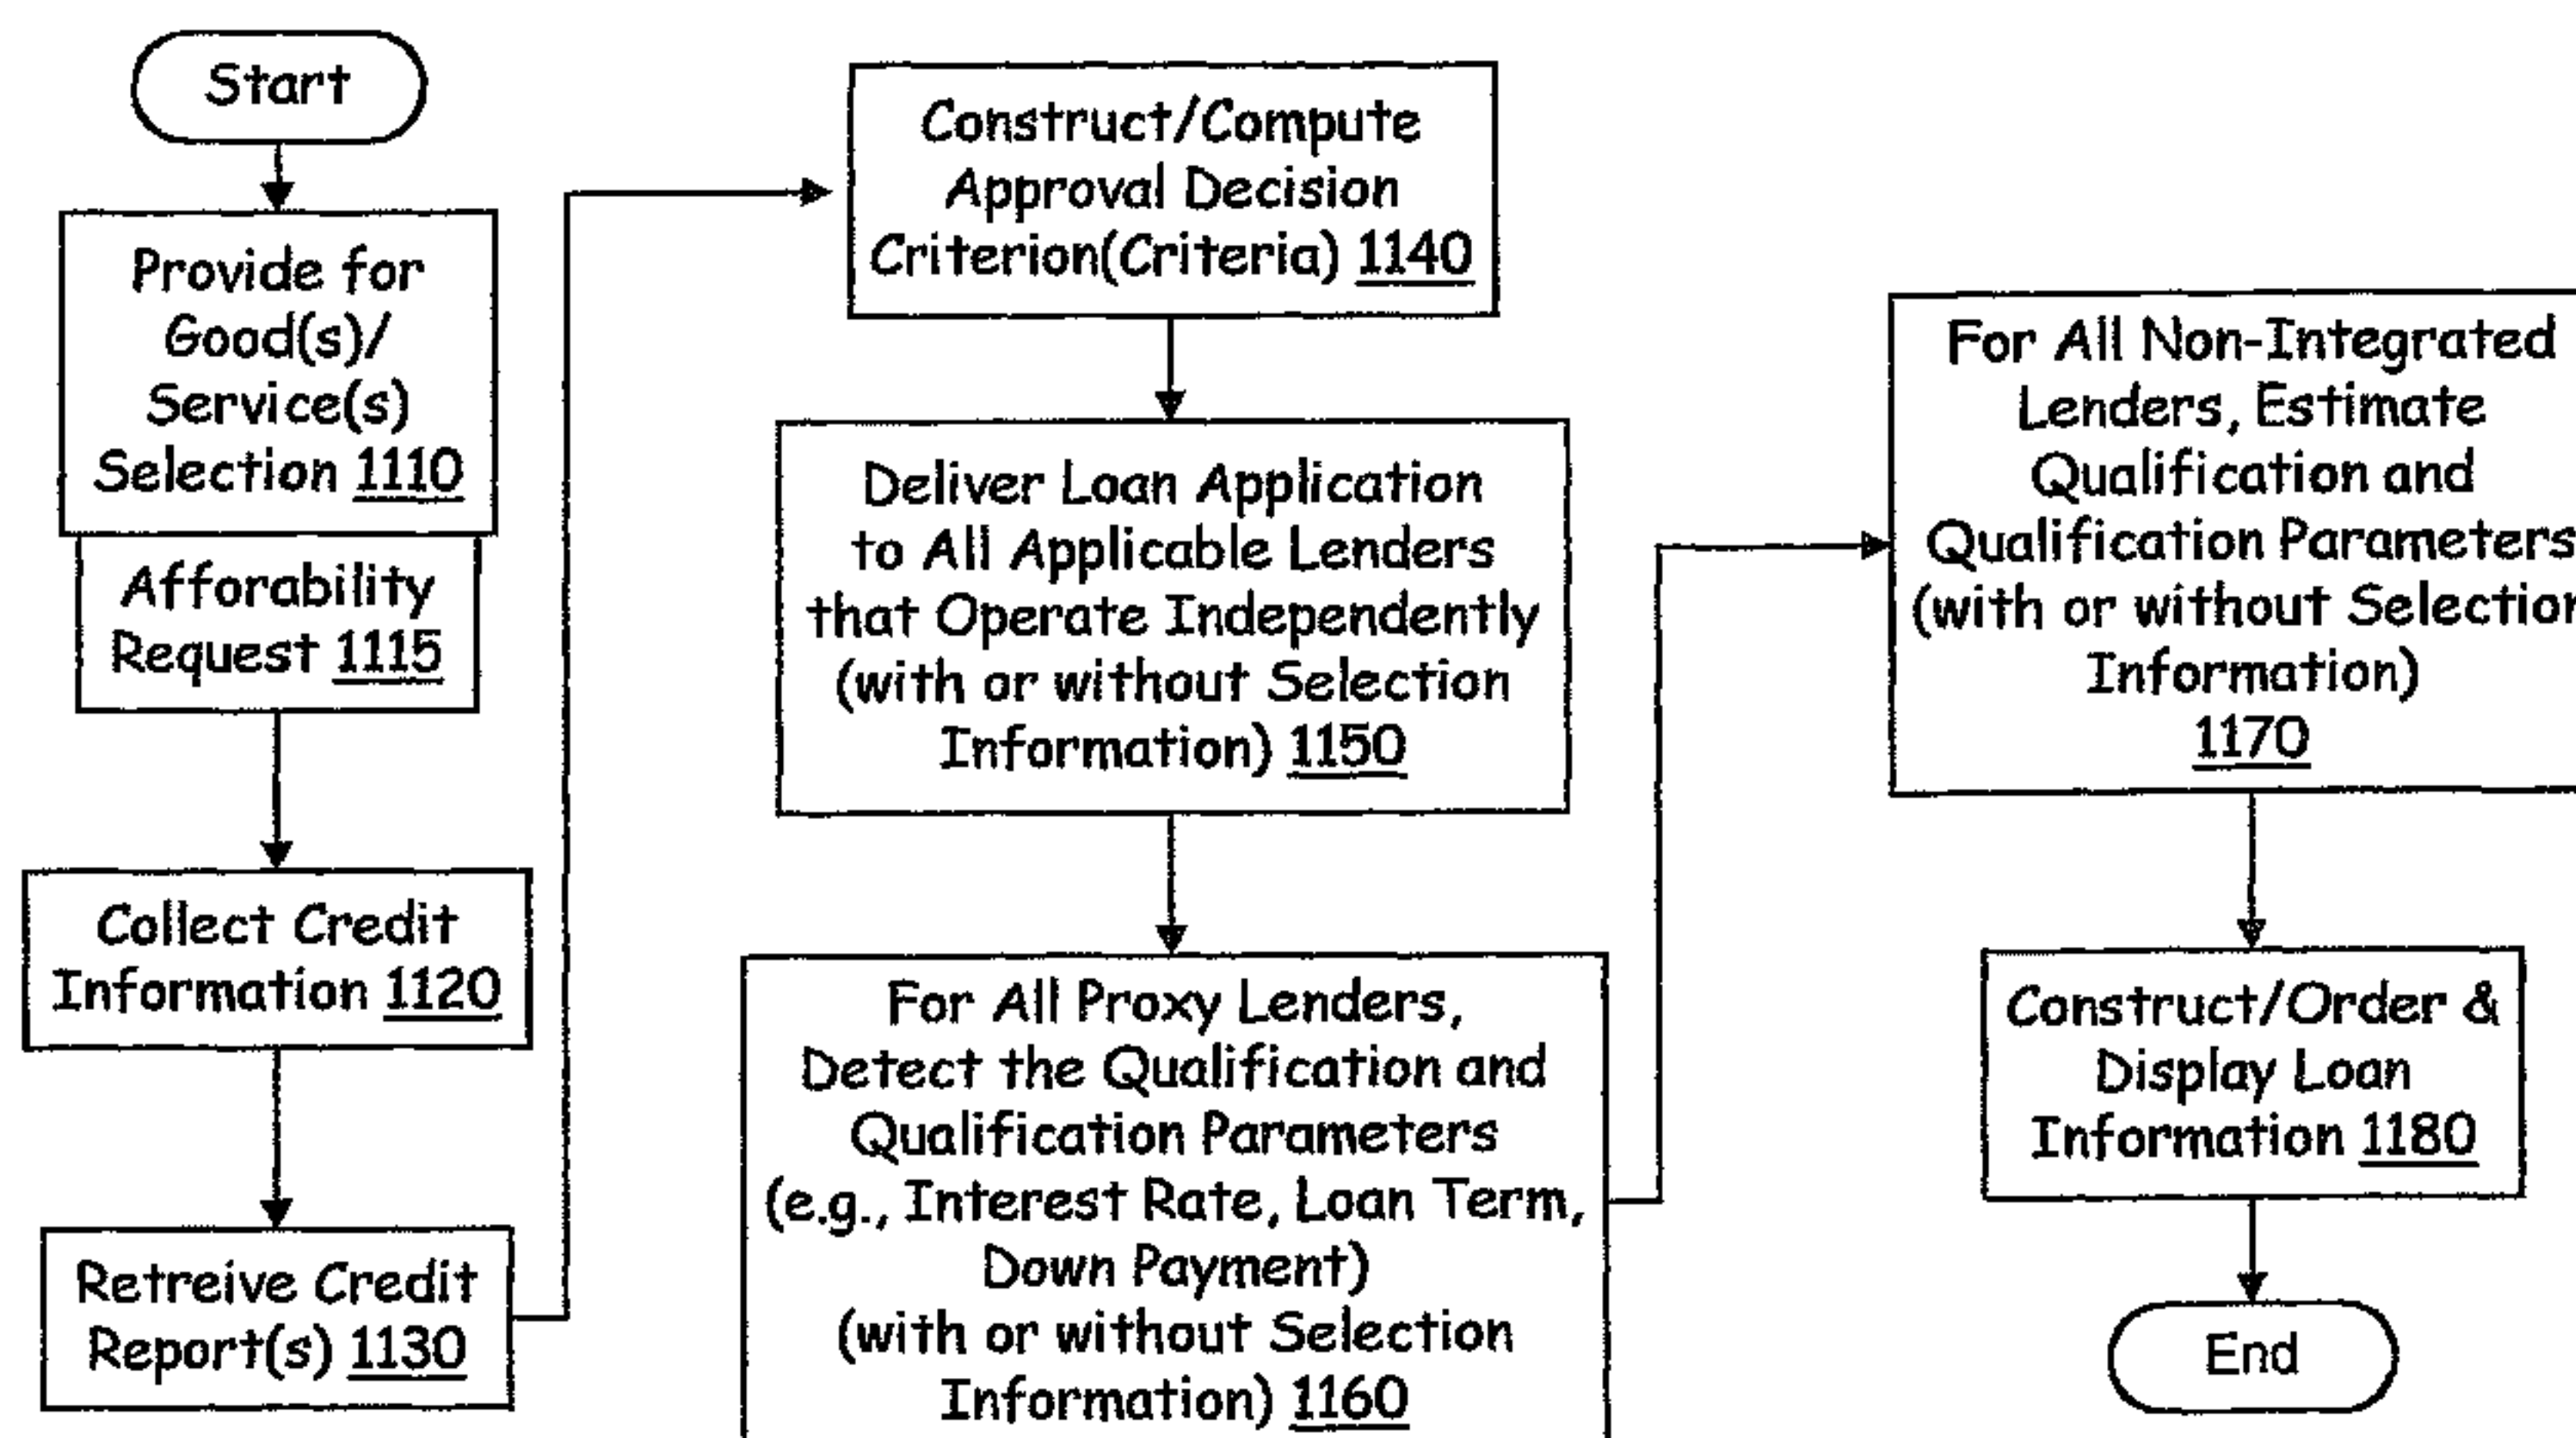 Start
Provide for
Good(s)/
Service(s)
Selection 1110
Afforability
Request 1115
Collect Credit
Information 1120
Retreive Credit
Report(s) 1130
Construct/Compute
Approval Decision
Criterion(Criteria) 1140
Deliver Loan Application
to All Applicable Lenders
that Operate Independently
(with or without Selection
Information) 1150
For All Proxy Lenders,
Detect the Qualification and
Qualification Parameters
(e.g., Interest Rate, Loan Term,
Down Payment)
(with or without Selection
Information) 1160
For All Non-Integrated
Lenders, Estimate
Qualification and
Qualification Parameters
(with or without Selection
Information)
1170
Construct/Order &
Display Loan
Information 1180
End